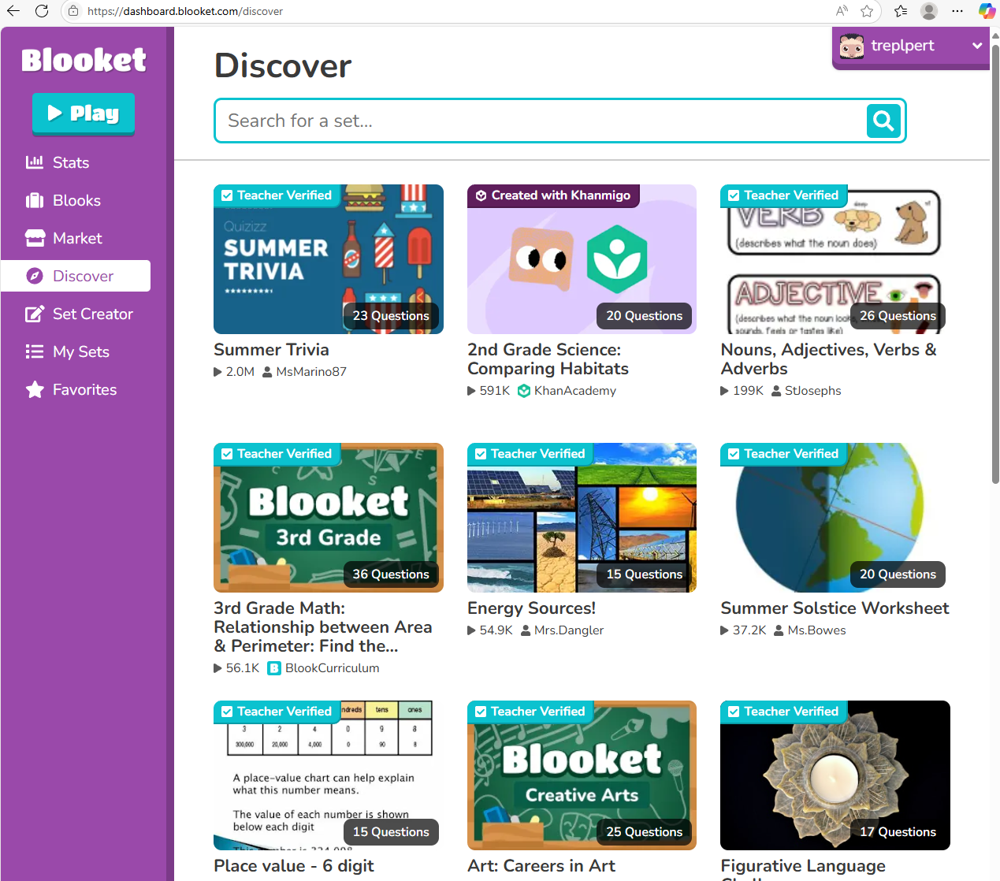 https://dashboard.blooket.com/discover
Blooket
Play
Stats
Blooks
Market
Discover
Set Creator
My Sets
Favorites
treplpert
Discover
Search for a set...
Teacher Verified
Quizizz
SUMMER
TRIVIA
23 Questions
Summer Trivia
2.0M MsMarino87
Created with Khanmigo
20 Questions
2nd Grade Science:
Comparing Habitats
591K KhanAcademy
Teacher Verified
VERB
deep
(describes what the noun does)
ADJECTIVE
(describes what the noun looks,
sounds, feels or tastes like)
26 Questions
Nouns, Adjectives, Verbs &
Adverbs
199K StJosephs
Teacher Verified
Blooket
3rd Grade
36 Questions
3rd Grade Math:
Relationship between Area
& Perimeter: Find the...
56.1K BlookCurriculum
Teacher Verified
15 Questions
Energy Sources!
54.9K Mrs.Dangler
Teacher Verified
20 Questions
Summer Solstice Worksheet
37.2K Ms.Bowes
Teacher Verified
ndreds tens ones
3 2 4 0 9 8
300,000 20,000 4,000 0 90 8
A place-value chart can help explain
what this number means.
The value of each number is shown
below each digit
15 Questions
Place value - 6 digit
Teacher Verified
Blooket
Creative Arts
25 Questions
Art: Careers in Art
Teacher Verified
17 Questions
Figurative Language